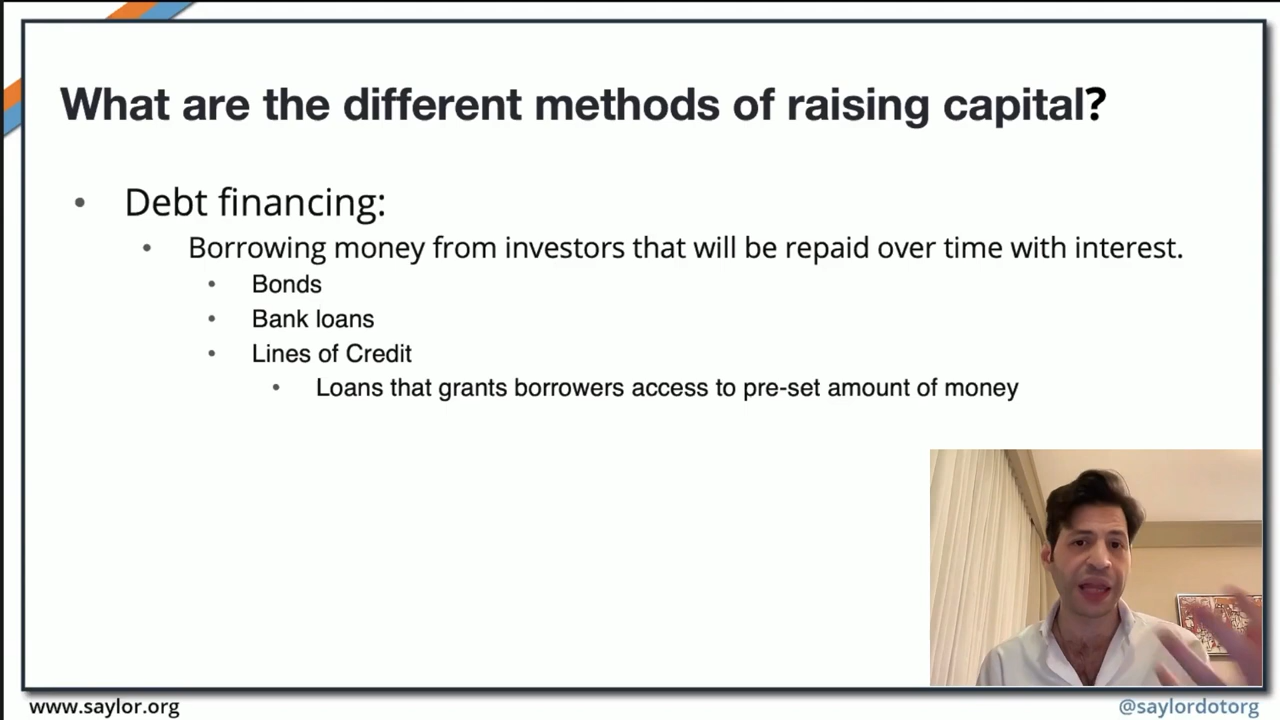 What are the different methods of raising capital?
• Debt financing:
• Borrowing money from investors that will be repaid over time with interest.
• Bonds
• Bank loans
• Lines of Credit
• Loans that grants borrowers access to pre-set amount of money
www.saylor.org
@saylordotorg